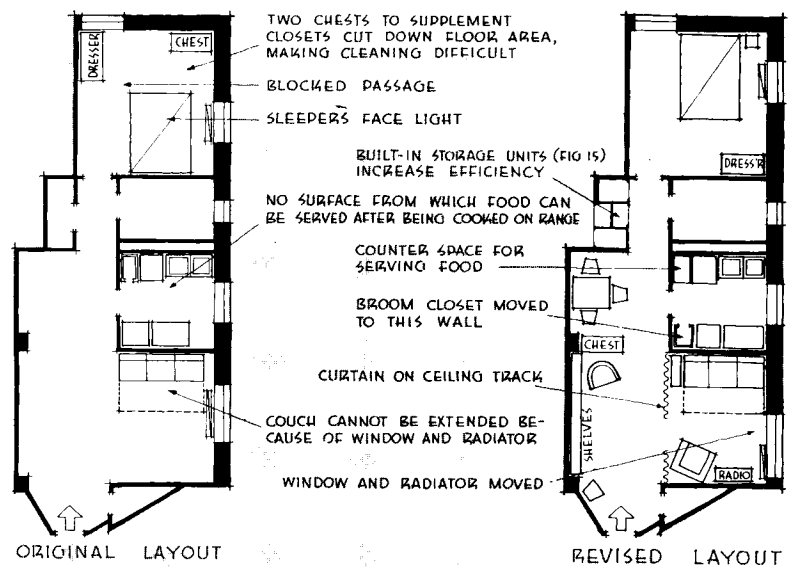 TWO CHESTS TO SUPPLEMENT
CLOSETS CUT DOWN FLOOR AREA,
MAKING CLEANING DIFFICULT
DRESSER
CHEST
BLOCKED PASSAGE
SLEEPER'S FACE LIGHT
BUILT-IN STORAGE UNITS (FIG 15)
INCREASE EFFICIENCY
DRESS'R
NO SURFACE FROM WHICH FOOD CAN
BE SERVED AFTER BEING COOKED ON RANGE
COUNTER SPACE FOR
SERVING FOOD
BROOM CLOSET MOVED
TO THIS WALL
CHEST
CURTAIN ON CEILING TRACK
SHELVES
COUCH CANNOT BE EXTENDED BE-
CAUSE OF WINDOW AND RADIATOR
WINDOW AND RADIATOR MOVED
RADIO
ORIGINAL LAYOUT
REVISED LAYOUT